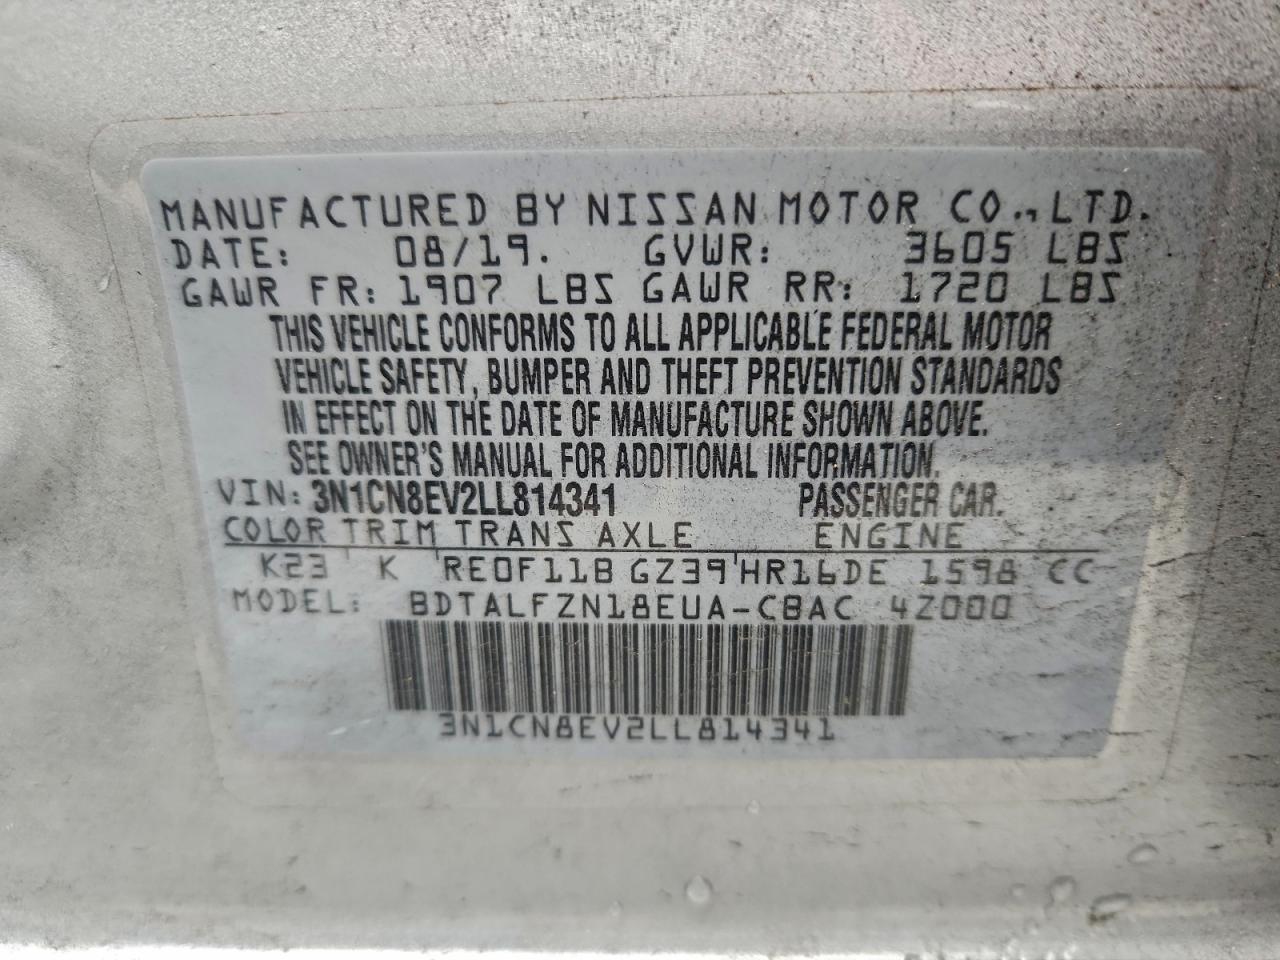 MANUFACTURED BY NISSAN MOTOR CO., LTD.
DATE: 08/19. GVWR: 3605 LBS
GAWR FR: 1907 LBS GAWR RR: 1720 LBS
THIS VEHICLE CONFORMS TO ALL APPLICABLE FEDERAL MOTOR
VEHICLE SAFETY, BUMPER AND THEFT PREVENTION STANDARDS
IN EFFECT ON THE DATE OF MANUFACTURE SHOWN ABOVE.
SEE OWNER'S MANUAL FOR ADDITIONAL INFORMATION.
VIN: 3N1CN8EV2LL814341 PASSENGER CAR.
COLOR TRIM TRANS AXLE ENGINE
K23 K RE0F11B GZ39 HR16DE 1598 CC
MODEL: BDTALFZN18EUA-CBAC 4Z000
3N1CN8EV2LL814341